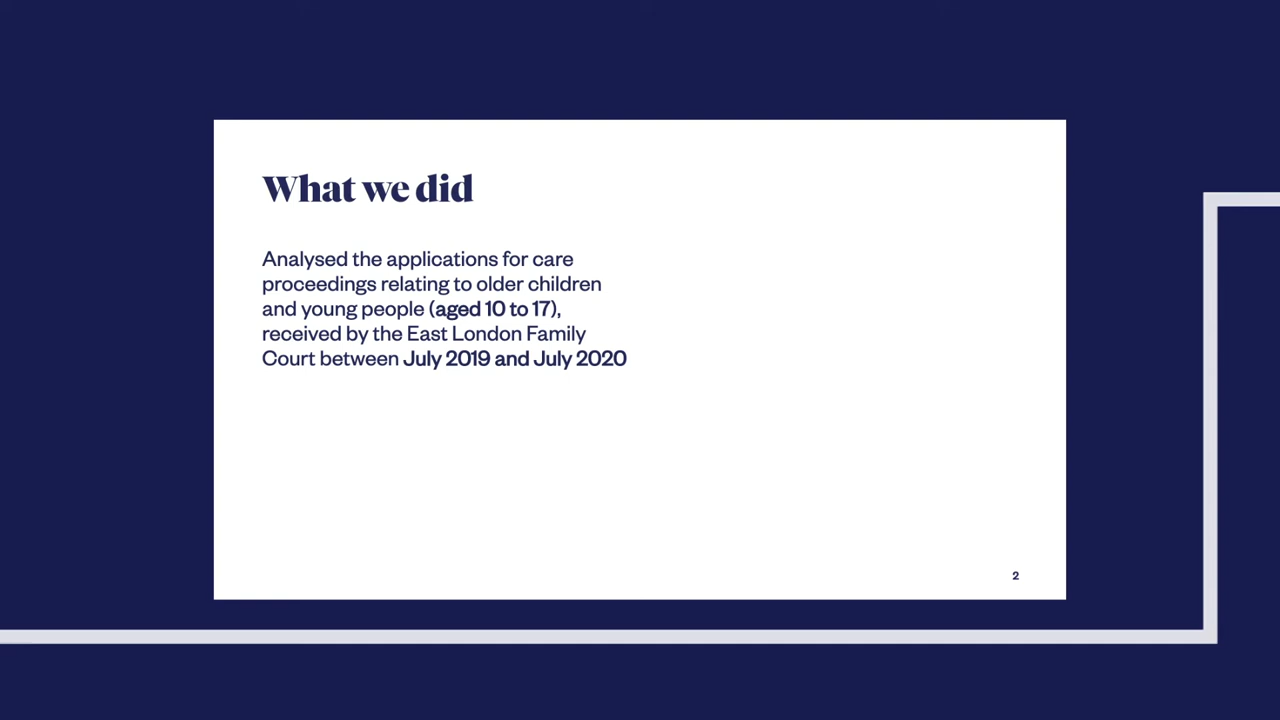 What we did
Analysed the applications for care
proceedings relating to older children
and young people (aged 10 to 17),
received by the East London Family
Court between July 2019 and July 2020
2